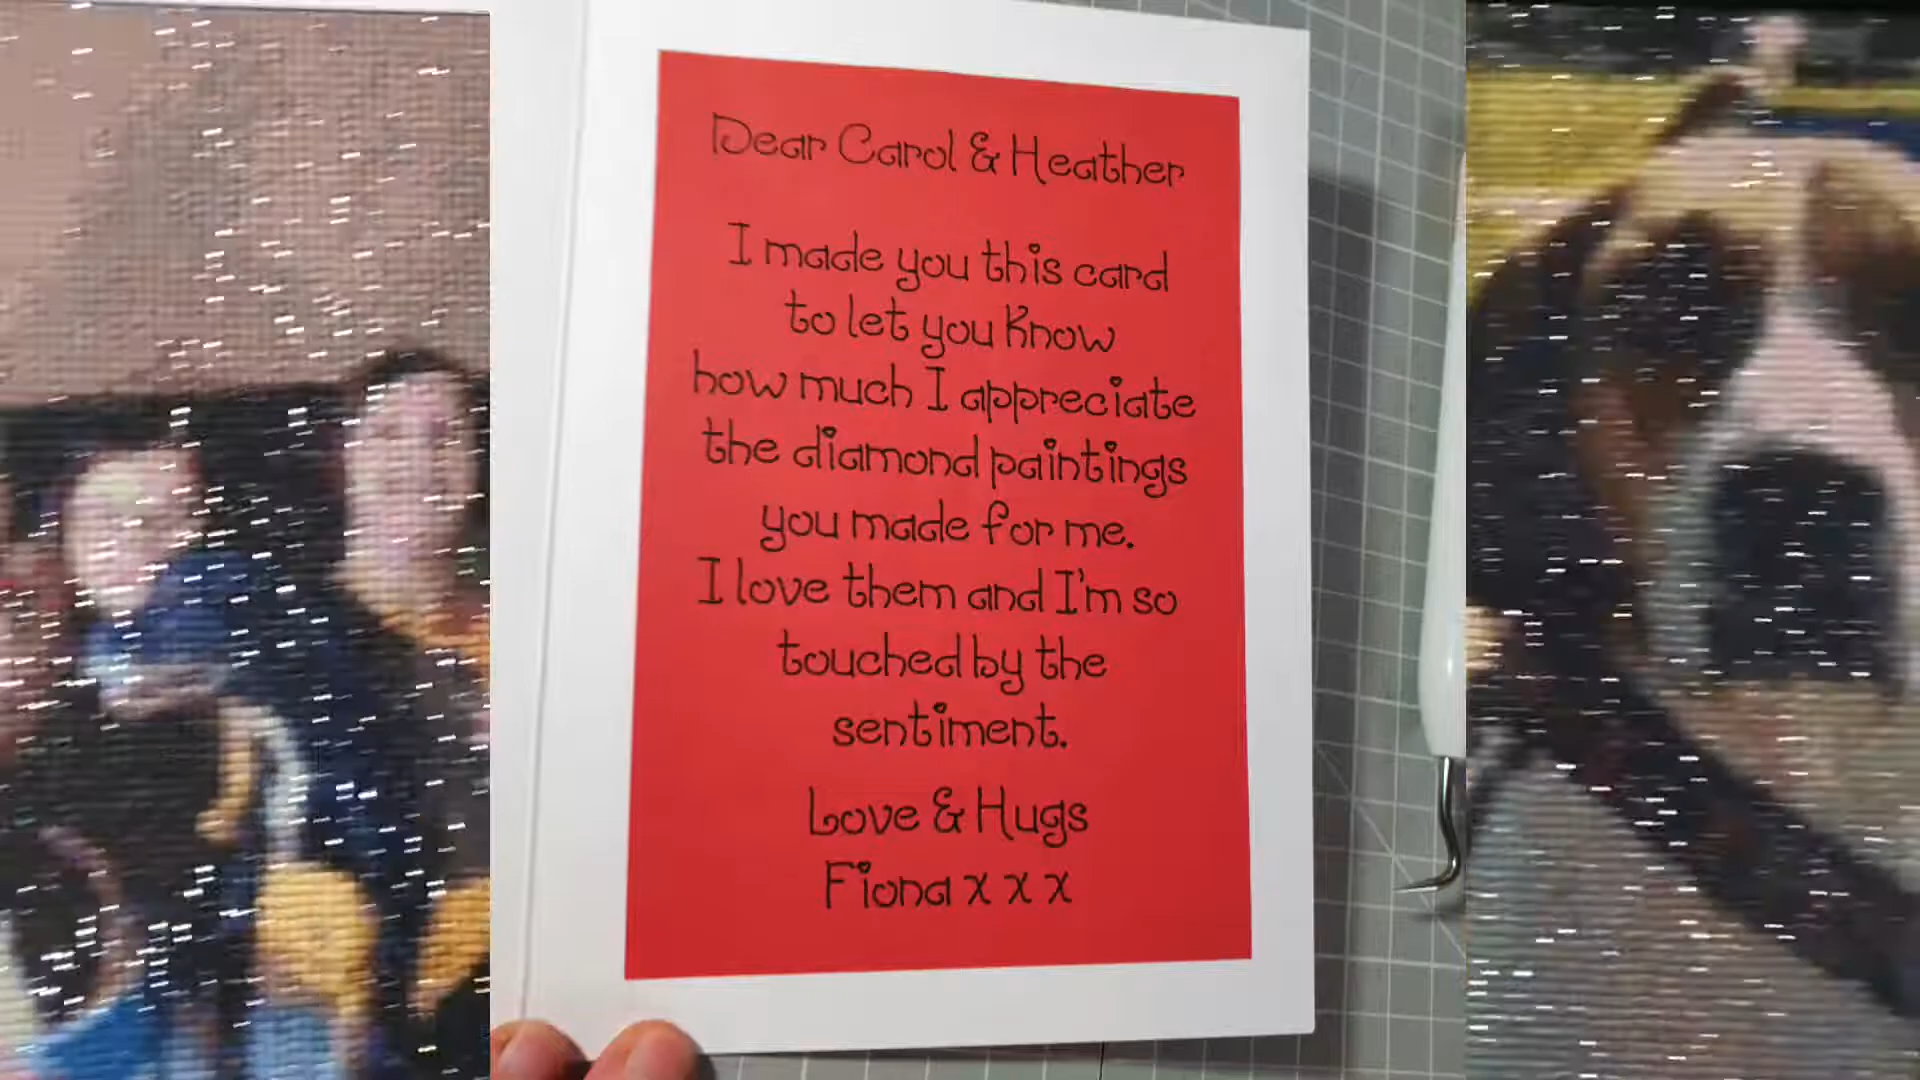 Dear Carol & Heather
I made you this card
to let you know
how much I appreciate
the diamond paintings
you made for me.
I love them and I'm so
touched by the
sentiment.
Love & Hugs
Fiona x x x